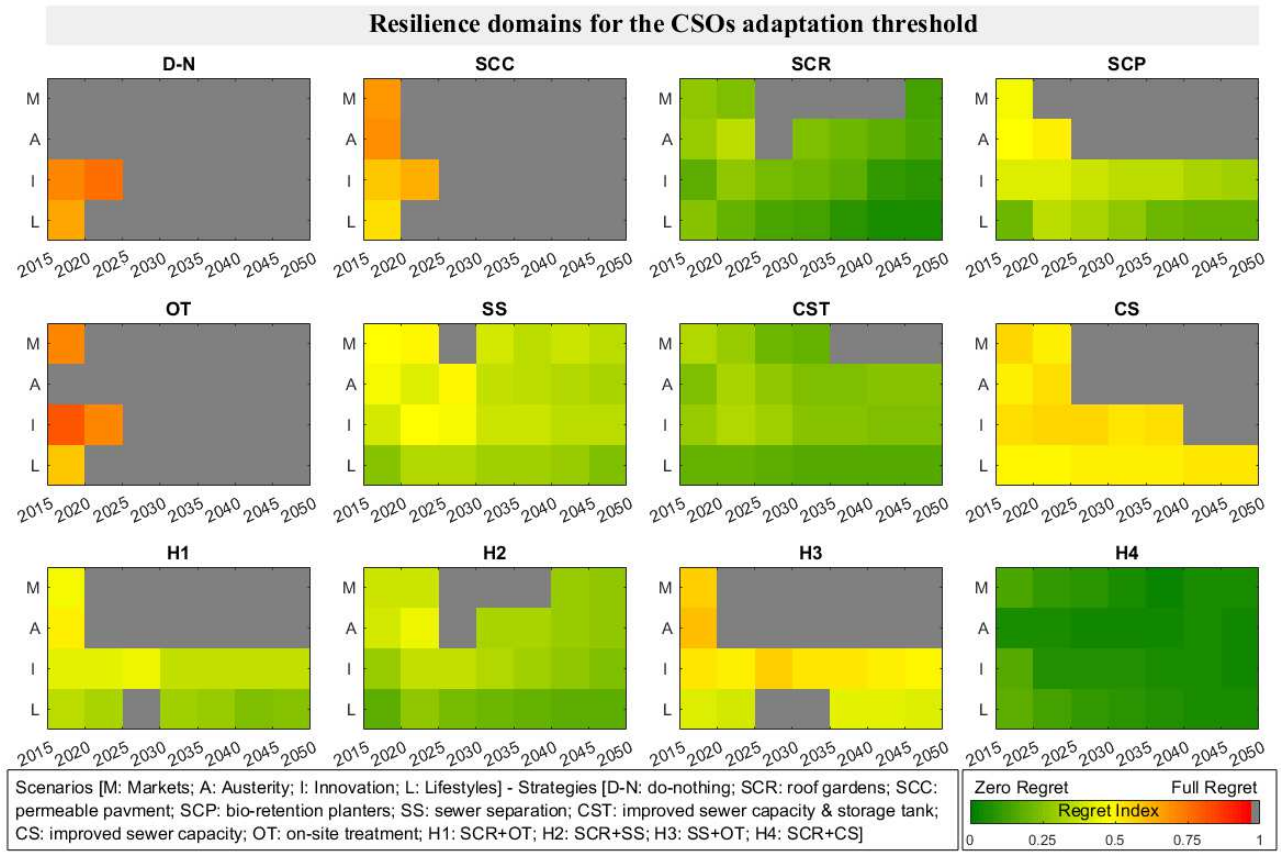 Resilience domains for the CSOs adaptation threshold
D-N SCC SCR SCP
M M M M
A A A A
I I I I
L L L L
2015 2020 2025 2030 2035 2040 2045 2050 2015 2020 2025 2030 2035 2040 2045 2050 2015 2020 2025 2030 2035 2040 2045 2050 2015 2020 2025 2030 2035 2040 2045 2050
OT SS CST CS
M M M M
A A A A
I I I I
L L L L
2015 2020 2025 2030 2035 2040 2045 2050 2015 2020 2025 2030 2035 2040 2045 2050 2015 2020 2025 2030 2035 2040 2045 2050 2015 2020 2025 2030 2035 2040 2045 2050
H1 H2 H3 H4
M M M M
A A A A
I I I I
L L L L
2015 2020 2025 2030 2035 2040 2045 2050 2015 2020 2025 2030 2035 2040 2045 2050 2015 2020 2025 2030 2035 2040 2045 2050 2015 2020 2025 2030 2035 2040 2045 2050
Scenarios [M: Markets; A: Austerity; I: Innovation; L: Lifestyles] - Strategies [D-N: do-nothing; SCR: roof gardens; SCC:
permeable pavment; SCP: bio-retention planters; SS: sewer separation; CST: improved sewer capacity & storage tank;
CS: improved sewer capacity; OT: on-site treatment; H1: SCR+OT; H2: SCR+SS; H3: SS+OT; H4: SCR+CS]
Zero Regret Full Regret
Regret Index
0 0.25 0.5 0.75 1